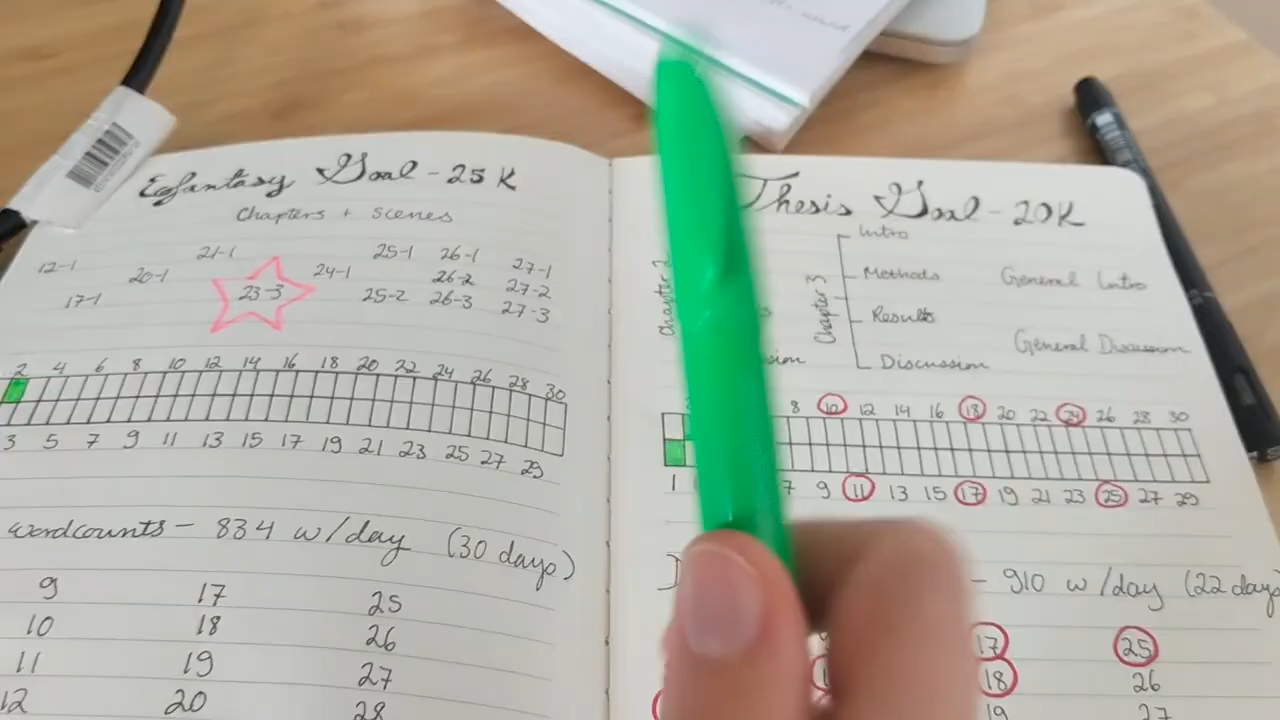 Ecofantasy Goal - 25 K
Chapters + Scenes
12-1 17-1 20-1 21-1 23-3 24-1 25-1 26-1 27-1
25-2 26-2 27-2
26-3 27-3
2 4 6 8 10 12 14 16 18 20 22 24 26 28 30
3 5 7 9 11 13 15 17 19 21 23 25 27 29
wordcounts - 834 w/day (30 days)
9 17 25
10 18 26
11 19 27
12 20 28
Thesis Goal - 20K
Chapter 2
Chapter 3
Intro
Methods
Results
Discussion
General Intro
General Discussion
8 10 12 14 16 18 20 22 24 26 28 30
1 7 9 11 13 15 17 19 21 23 25 27 29
- 910 w/day (22 days
17 25
18 26
19 27